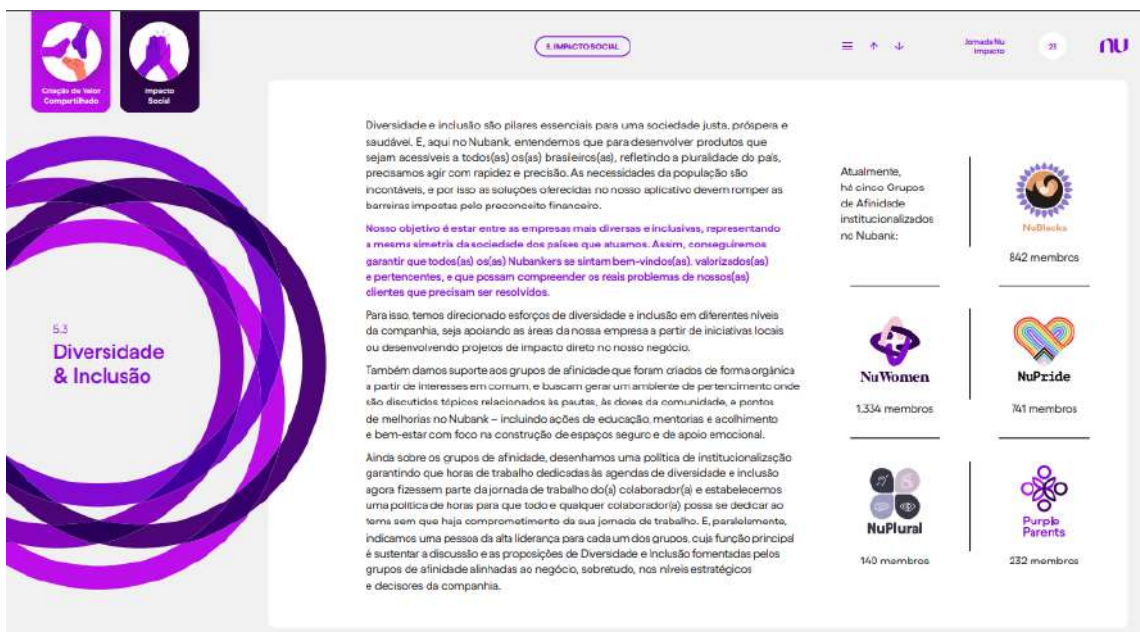 Criação de Valor
Compartilhado
Impacto
Social
5. IMPACTO SOCIAL
Jornada Nu
Impacto
21
nu
5.3
Diversidade
& Inclusão
Diversidade e inclusão são pilares essenciais para uma sociedade justa, próspera e
saudável. E, aqui no Nubank, entendemos que para desenvolver produtos que
sejam acessíveis a todos(as) os(as) brasileiros(as), refletindo a pluralidade do país,
precisamos agir com rapidez e precisão. As necessidades da população são
incontáveis, e por isso as soluções oferecidas no nosso aplicativo devem romper as
barreiras impostas pelo preconceito financeiro.
Nosso objetivo é estar entre as empresas mais diversas e inclusivas, representando
a mesma simetria da sociedade dos países que atuamos. Assim, conseguiremos
garantir que todos(as) os(as) Nubankers se sintam bem-vindos(as), valorizados(as)
e pertencentes, e que possam compreender os reais problemas de nossos(as)
clientes que precisam ser resolvidos.
Para isso, temos direcionado esforços de diversidade e inclusão em diferentes níveis
da companhia, seja apoiando as áreas da nossa empresa a partir de iniciativas locais
ou desenvolvendo projetos de impacto direto no nosso negócio.
Também damos suporte aos grupos de afinidade que foram criados de forma orgânica
a partir de interesses em comum, e buscam gerar um ambiente de pertencimento onde
são discutidos tópicos relacionados às pautas, às dores da comunidade, e pontos
de melhorias no Nubank – incluindo ações de educação, mentorias e acolhimento
e bem-estar com foco na construção de espaços seguro e de apoio emocional.
Ainda sobre os grupos de afinidade, desenhamos uma política de institucionalização
garantindo que horas de trabalho dedicadas às agendas de diversidade e inclusão
agora fizessem parte da jornada de trabalho do(a) colaborador(a) e estabelecemos
uma política de horas para que todo e qualquer colaborador(a) possa se dedicar ao
tema sem que haja comprometimento da sua jornada de trabalho. E, paralelamente,
indicamos uma pessoa da alta liderança para cada um dos grupos, cuja função principal
é sustentar a discussão e as proposições de Diversidade e Inclusão fomentadas pelos
grupos de afinidade alinhadas ao negócio, sobretudo, nos níveis estratégicos
e decisores da companhia.
Atualmente,
há cinco Grupos
de Afinidade
institucionalizados
no Nubank:
NuBlacks
842 membros
NuWomen
1.334 membros
NuPride
741 membros
NuPlural
140 membros
Purple
Parents
232 membros